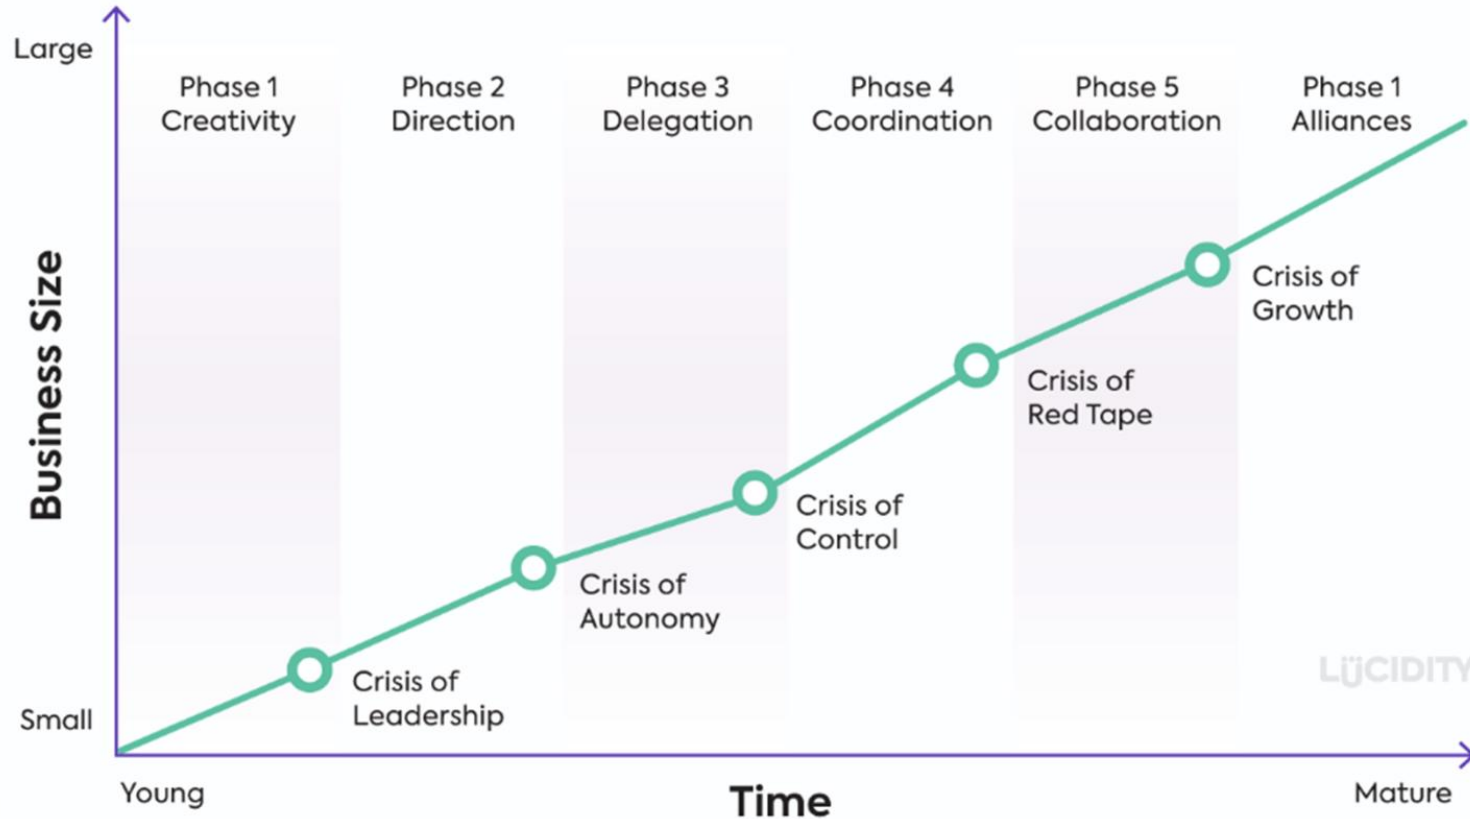 Large
Phase 1
Creativity
Phase 2
Direction
Phase 3
Delegation
Phase 4
Coordination
Phase 5
Collaboration
Phase 1
Alliances
Business Size
Crisis of
Growth
Crisis of
Red Tape
Crisis of
Control
Crisis of
Autonomy
Crisis of
Leadership
LüCIDITY
Small
Young
Time
Mature